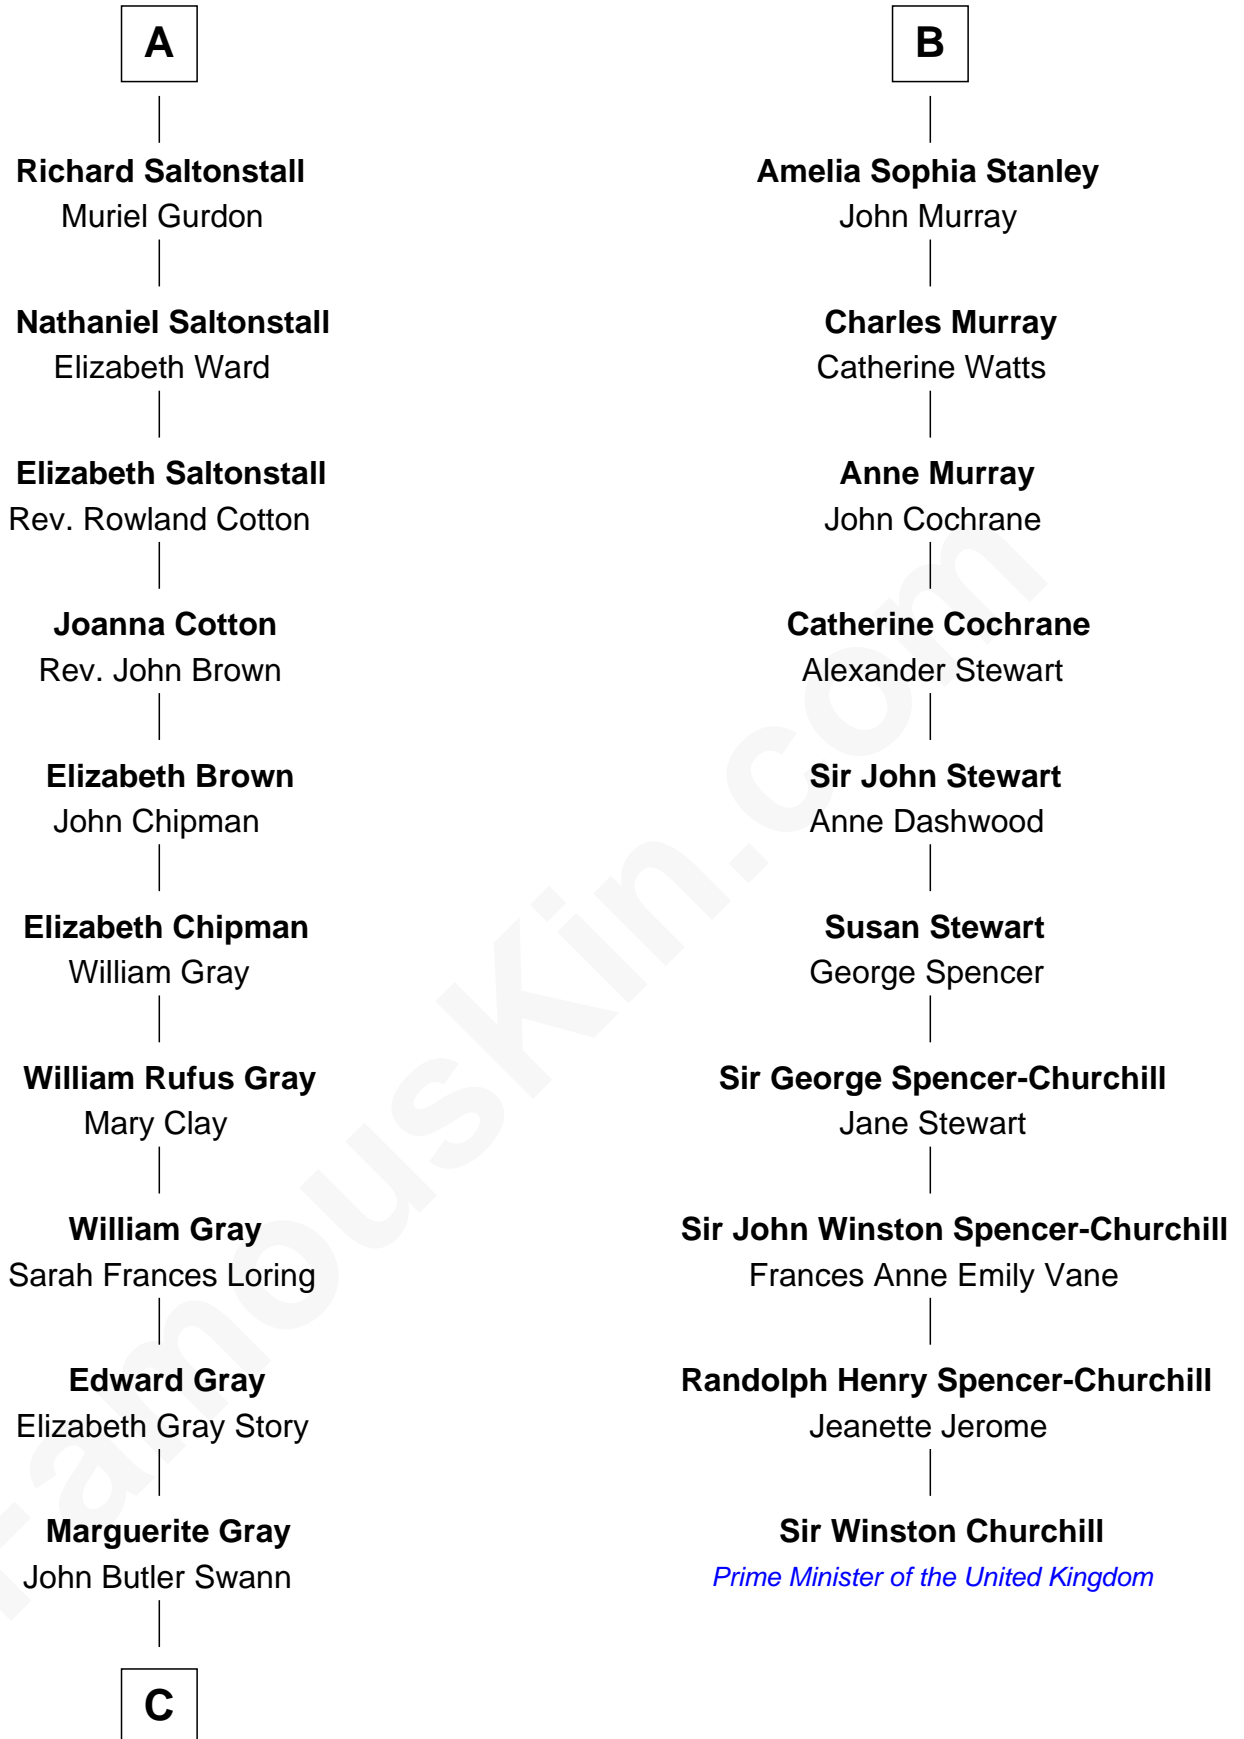 A
Richard Saltonstall
Muriel Gurdon
Nathaniel Saltonstall
Elizabeth Ward
Elizabeth Saltonstall
Rev. Rowland Cotton
Joanna Cotton
Rev. John Brown
Elizabeth Brown
John Chipman
Elizabeth Chipman
William Gray
William Rufus Gray
Mary Clay
William Gray
Sarah Frances Loring
Edward Gray
Elizabeth Gray Story
Marguerite Gray
John Butler Swann
C
B
Amelia Sophia Stanley
John Murray
Charles Murray
Catherine Watts
Anne Murray
John Cochrane
Catherine Cochrane
Alexander Stewart
Sir John Stewart
Anne Dashwood
Susan Stewart
George Spencer
Sir George Spencer-Churchill
Jane Stewart
Sir John Winston Spencer-Churchill
Frances Anne Emily Vane
Randolph Henry Spencer-Churchill
Jeanette Jerome
Sir Winston Churchill
Prime Minister of the United Kingdom
FamousKin.com